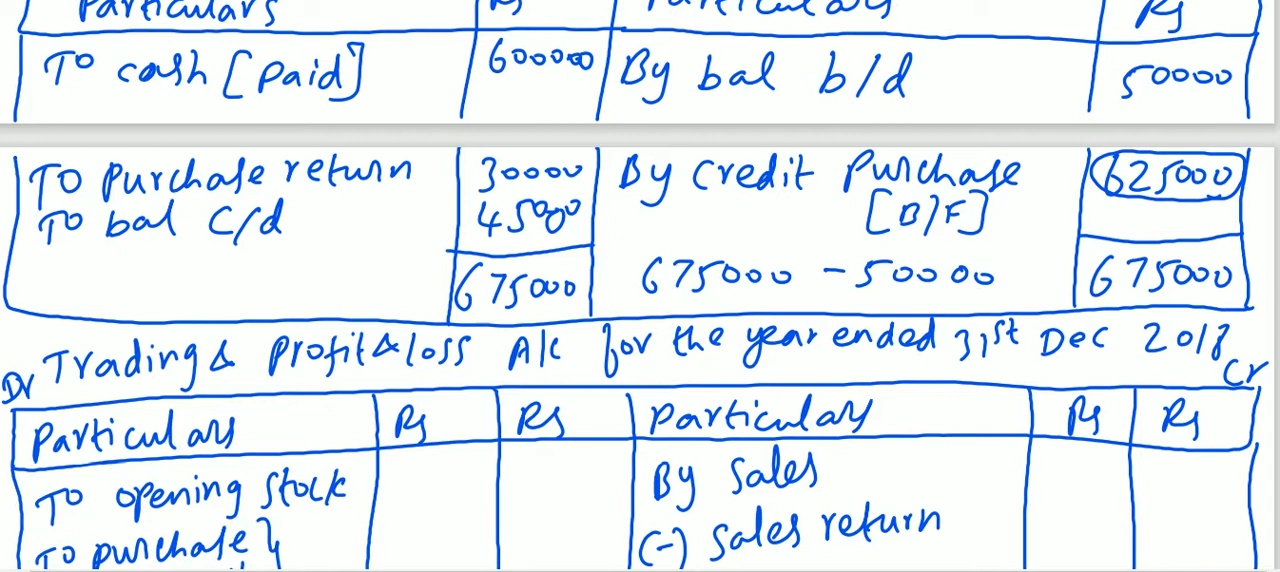 Particulars Rs Particulars Rs
To cash [paid] 600000 By bal b/d 50000
To purchase return 30000 By credit purchase 625000
To bal c/d 45000 [B/F]
675000 675000 - 50000 675000
Trading & Profit & loss A/c for the year ended 31st Dec 2018
Dr Cr
Particulars Rs Rs Particulars Rs Rs
To opening stock By sales
To purchase (-) Sales return